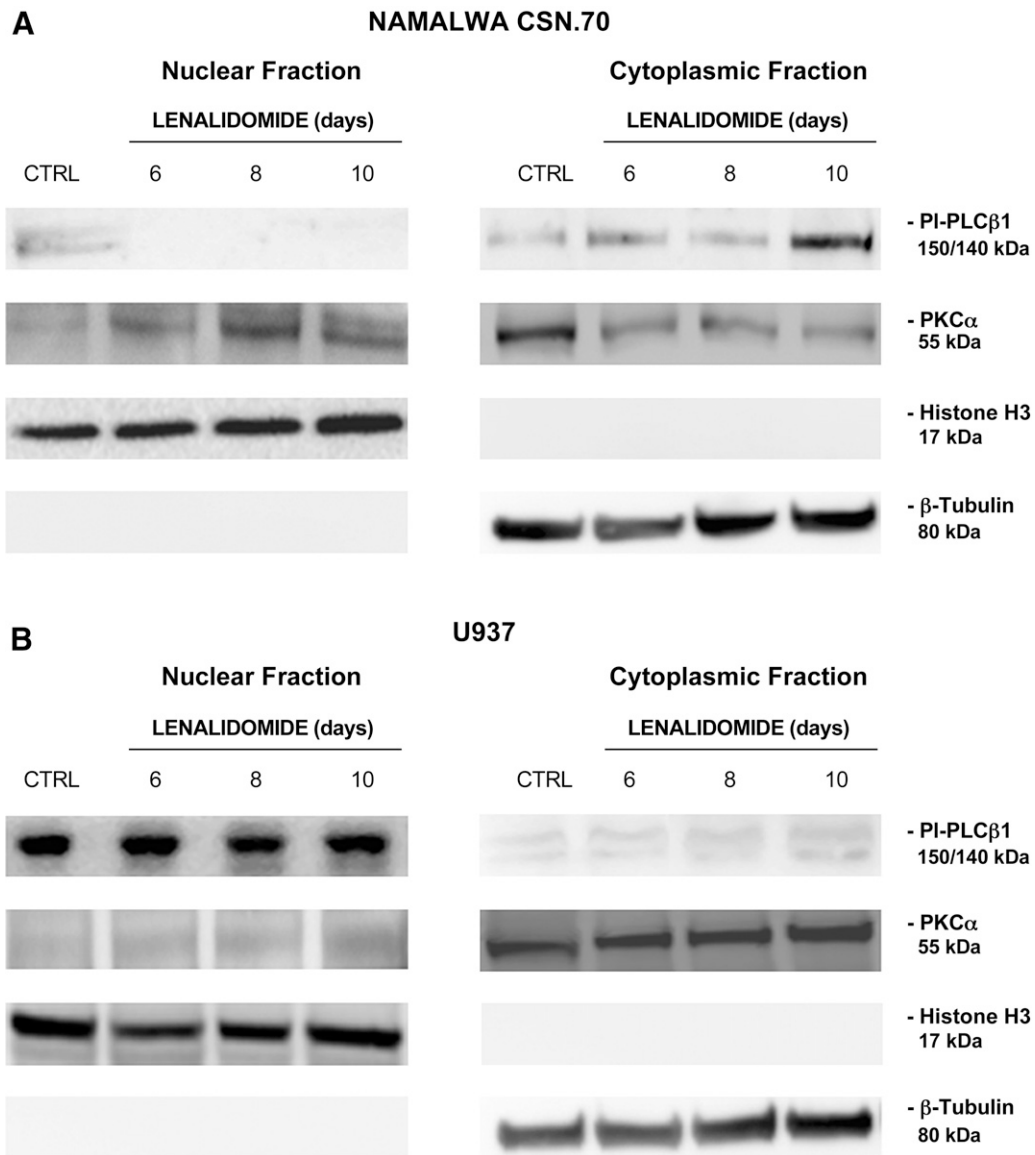 A
NAMALWA CSN.70
Nuclear Fraction
Cytoplasmic Fraction
LENALIDOMIDE (days)
LENALIDOMIDE (days)
CTRL 6 8 10
CTRL 6 8 10
- PI-PLCβ1
150/140 kDa
- PKCα
55 kDa
- Histone H3
17 kDa
- β-Tubulin
80 kDa
B
U937
Nuclear Fraction
Cytoplasmic Fraction
LENALIDOMIDE (days)
LENALIDOMIDE (days)
CTRL 6 8 10
CTRL 6 8 10
- PI-PLCβ1
150/140 kDa
- PKCα
55 kDa
- Histone H3
17 kDa
- β-Tubulin
80 kDa